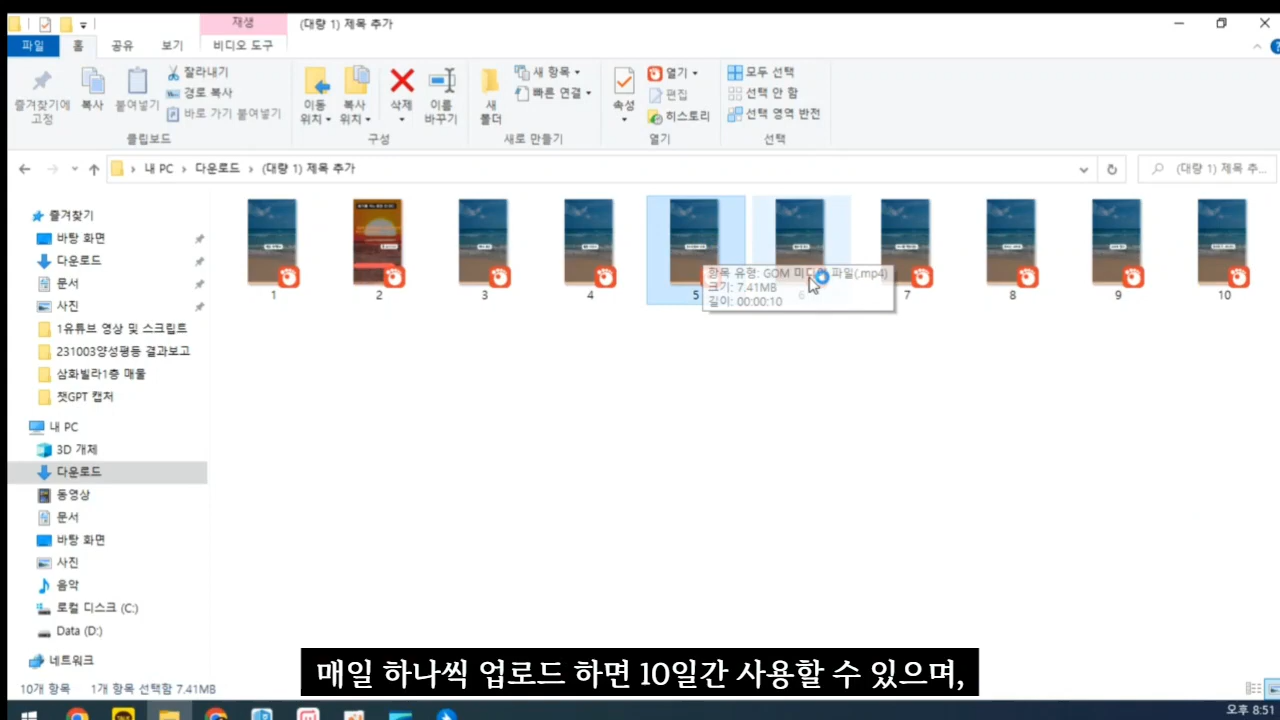 재생
(대량 1) 제목 추가
파일
홈
공유
보기
비디오 도구
즐겨찾기에
고정
복사
붙여넣기
잘라내기
경로 복사
바로 가기 붙여넣기
클립보드
이동
위치
복사
위치
삭제
이름
바꾸기
구성
새
폴더
새 항목
빠른 연결
새로 만들기
속성
열기
편집
히스토리
열기
모두 선택
선택 안 함
선택 영역 반전
선택
내 PC › 다운로드 › (대량 1) 제목 추가
(대량 1) 제목 추...
즐겨찾기
바탕 화면
다운로드
문서
사진
1유튜브 영상 및 스크립트
231003양성평등 결과보고
삼화빌라1층 매물
챗GPT 캡처
내 PC
3D 개체
다운로드
동영상
문서
바탕 화면
사진
음악
로컬 디스크 (C:)
Data (D:)
네트워크
1
2
3
4
5
6
7
8
9
10
항목 유형: GOM 미디어 파일(.mp4)
크기: 7.41MB
길이: 00:00:10
매일 하나씩 업로드 하면 10일간 사용할 수 있으며,
10개 항목
1개 항목 선택함 7.41MB
오후 8:51